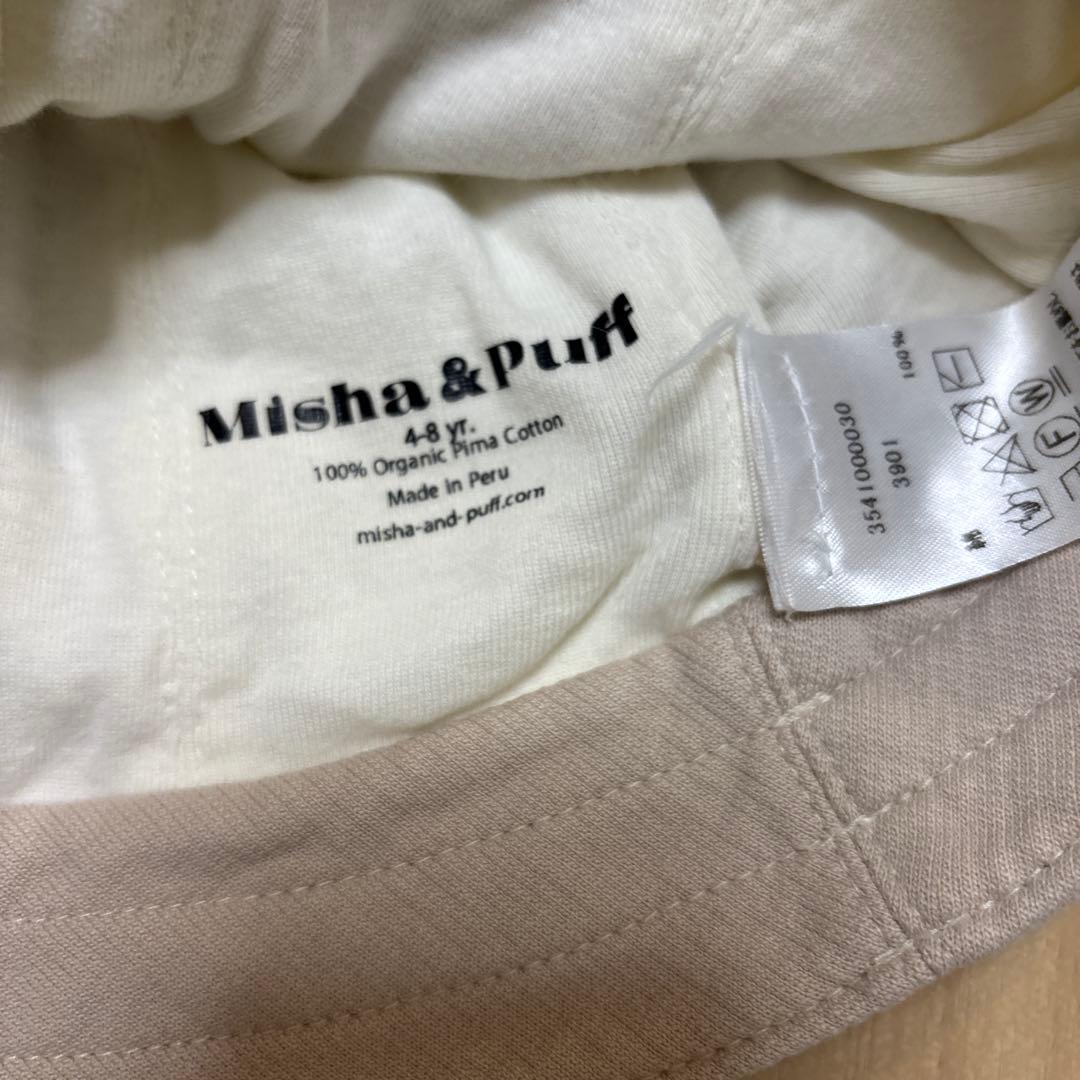 Misha & Puff
4-8 yr.
100% Organic Pima Cotton
Made in Peru
misha-and-puff.com
3541000030
3901
100%
W
F